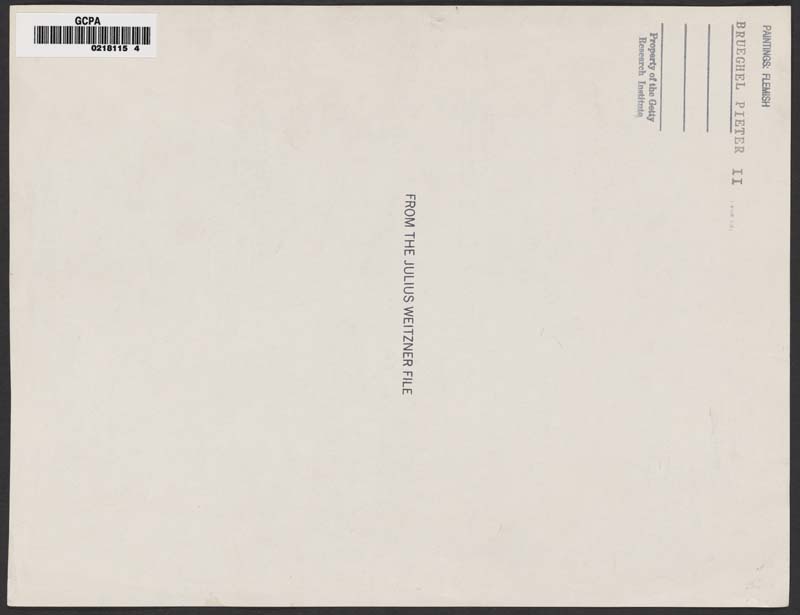 GCPA
0218115 4
PAINTINGS: FLEMISH
BRUEGHEL PIETER II
Property of the Getty
Research Institute
FROM THE JULIUS WEITZNER FILE